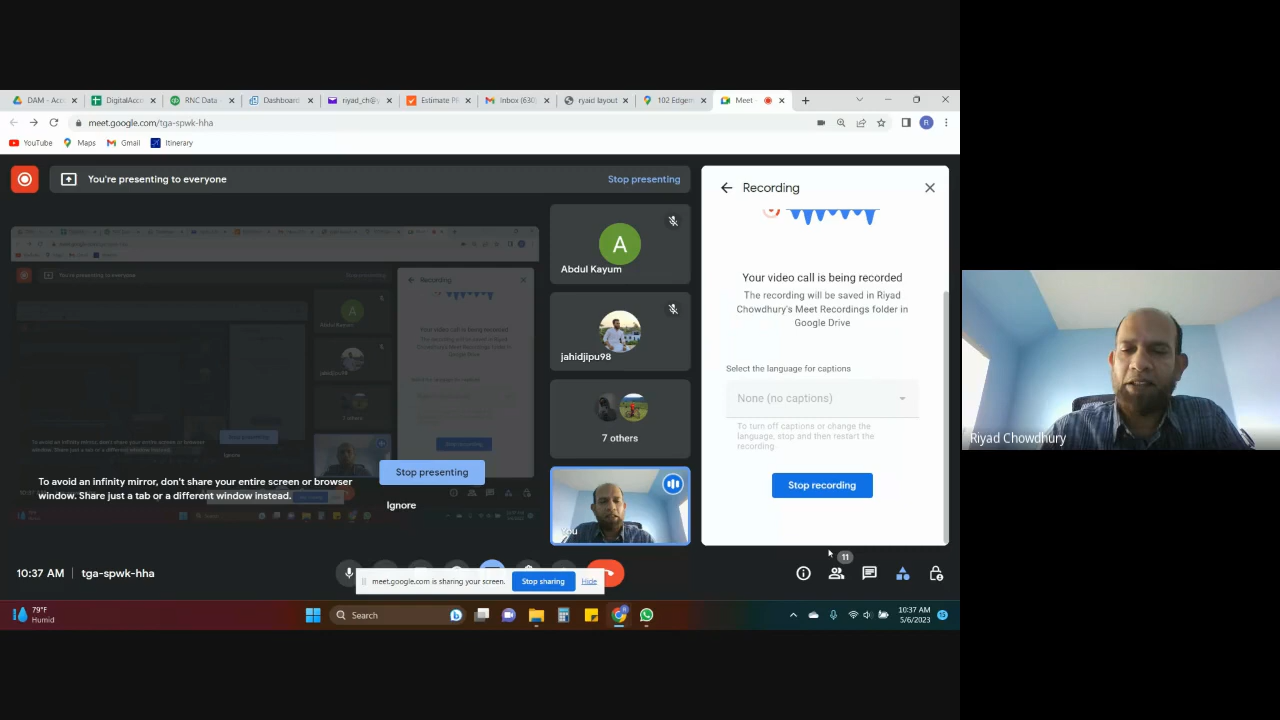 DAM - Acc
DigitalAcco
RNC Data -
Dashboard
riyad_ch@y
Estimate P
Inbox (630)
ryaid layout
102 Edgem
Meet -
meet.google.com/tga-spwk-hha
YouTube
Maps
Gmail
Itinerary
You're presenting to everyone
Stop presenting
Recording
A
Abdul Kayum
jahidjipu98
7 others
You
Your video call is being recorded
The recording will be saved in Riyad
Chowdhury's Meet Recordings folder in
Google Drive
Select the language for captions
None (no captions)
To turn off captions or change the
language, stop and then restart the
recording
Stop recording
To avoid an infinity mirror, don't share your entire screen or browser
window. Share just a tab or a different window instead.
Stop presenting
Ignore
Riyad Chowdhury
10:37 AM
tga-spwk-hha
meet.google.com is sharing your screen.
Stop sharing
Hide
11
79°F
Humid
Search
10:37 AM
5/6/2023